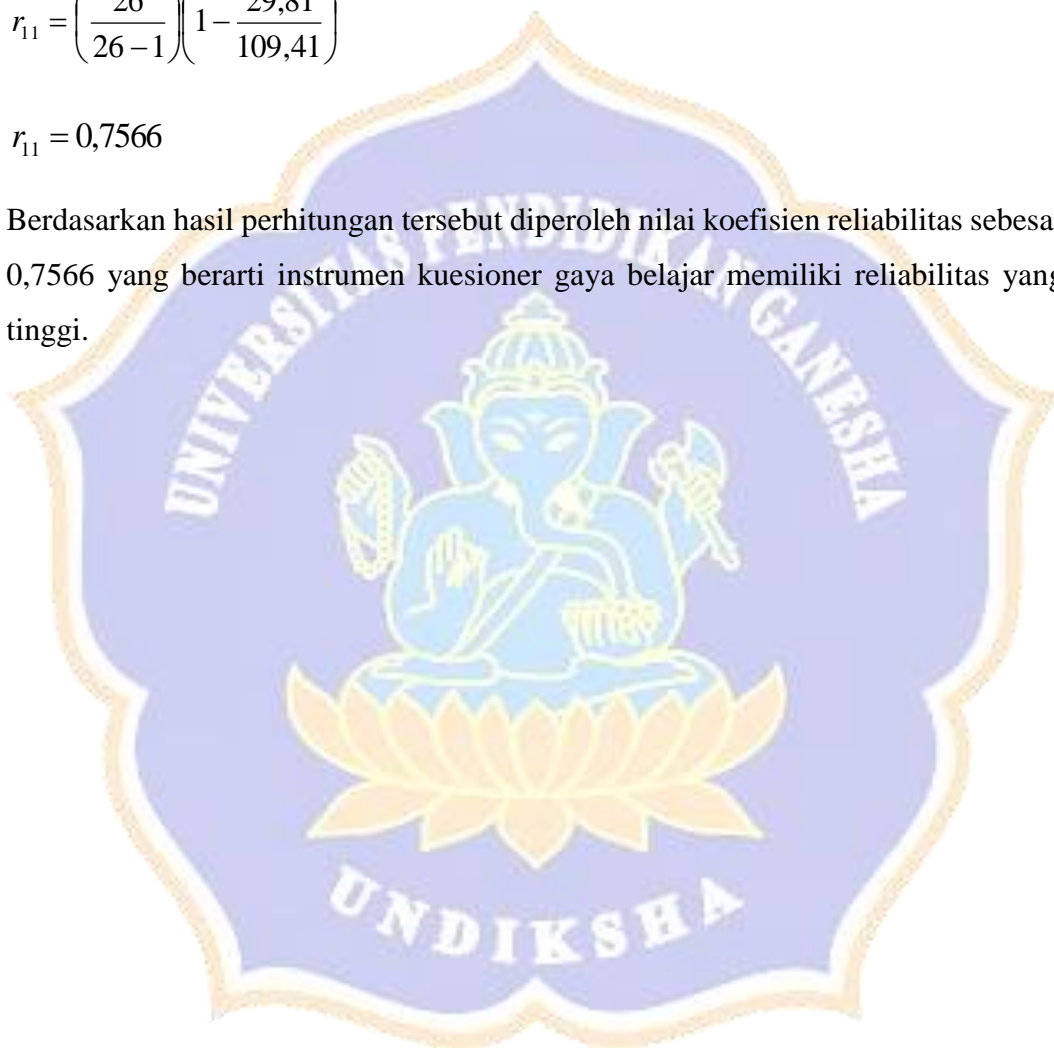 r₁₁ = (26 / (26 − 1)) (1 − 29,81 / 109,41)
r₁₁ = 0,7566
Berdasarkan hasil perhitungan tersebut diperoleh nilai koefisien reliabilitas sebesa
0,7566 yang berarti instrumen kuesioner gaya belajar memiliki reliabilitas yang
tinggi.
UNIVERSITAS PENDIDIKAN GANESHA
UNDIKSHA